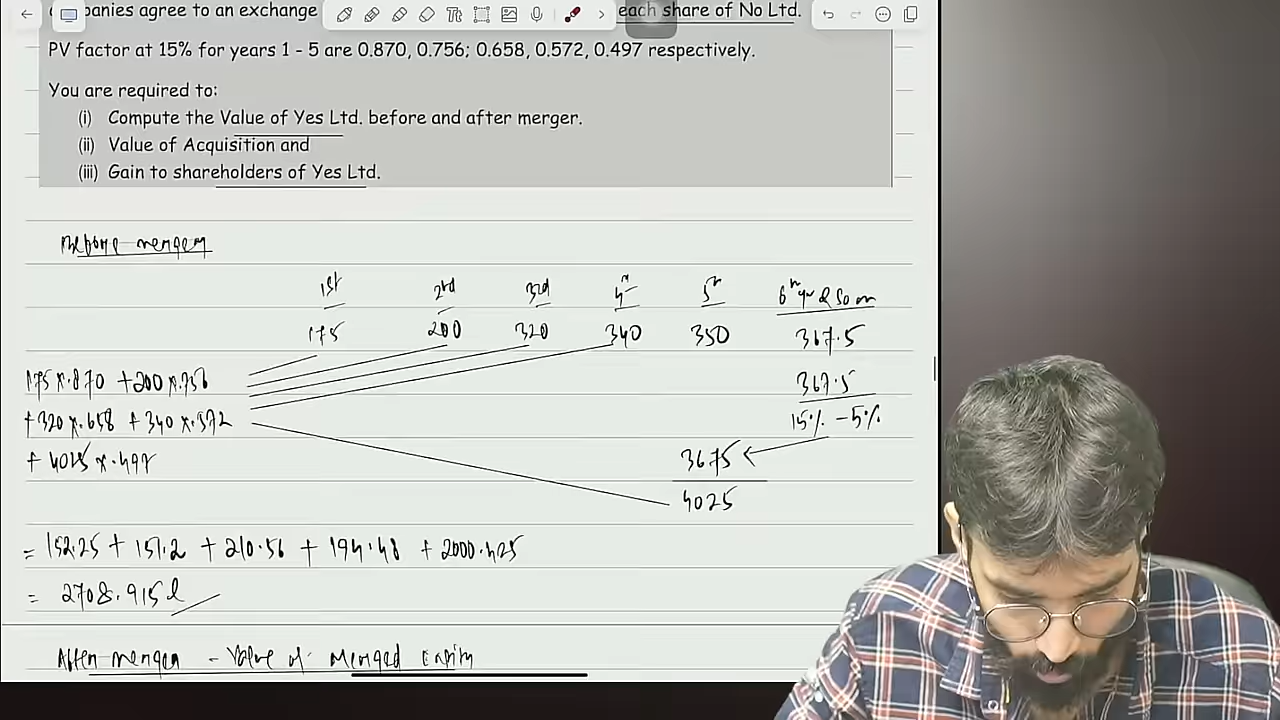 panies agree to an exchange each share of No Ltd.
PV factor at 15% for years 1 - 5 are 0.870, 0.756; 0.658, 0.572, 0.497 respectively.
You are required to:
(i) Compute the Value of Yes Ltd. before and after merger.
(ii) Value of Acquisition and
(iii) Gain to shareholders of Yes Ltd.
Before merger
1st 2nd 3rd 4th 5th 6th yr & so on
175 200 320 340 350 367.5
175 x .870 + 200 x .756 367.5
+ 320 x .658 + 340 x .572 15% - 5%
+ 4025 x .497 3675
4025
= 152.25 + 151.2 + 210.56 + 194.48 + 2000.425
= 2708.915 l
After merger - Value of Merged Entity